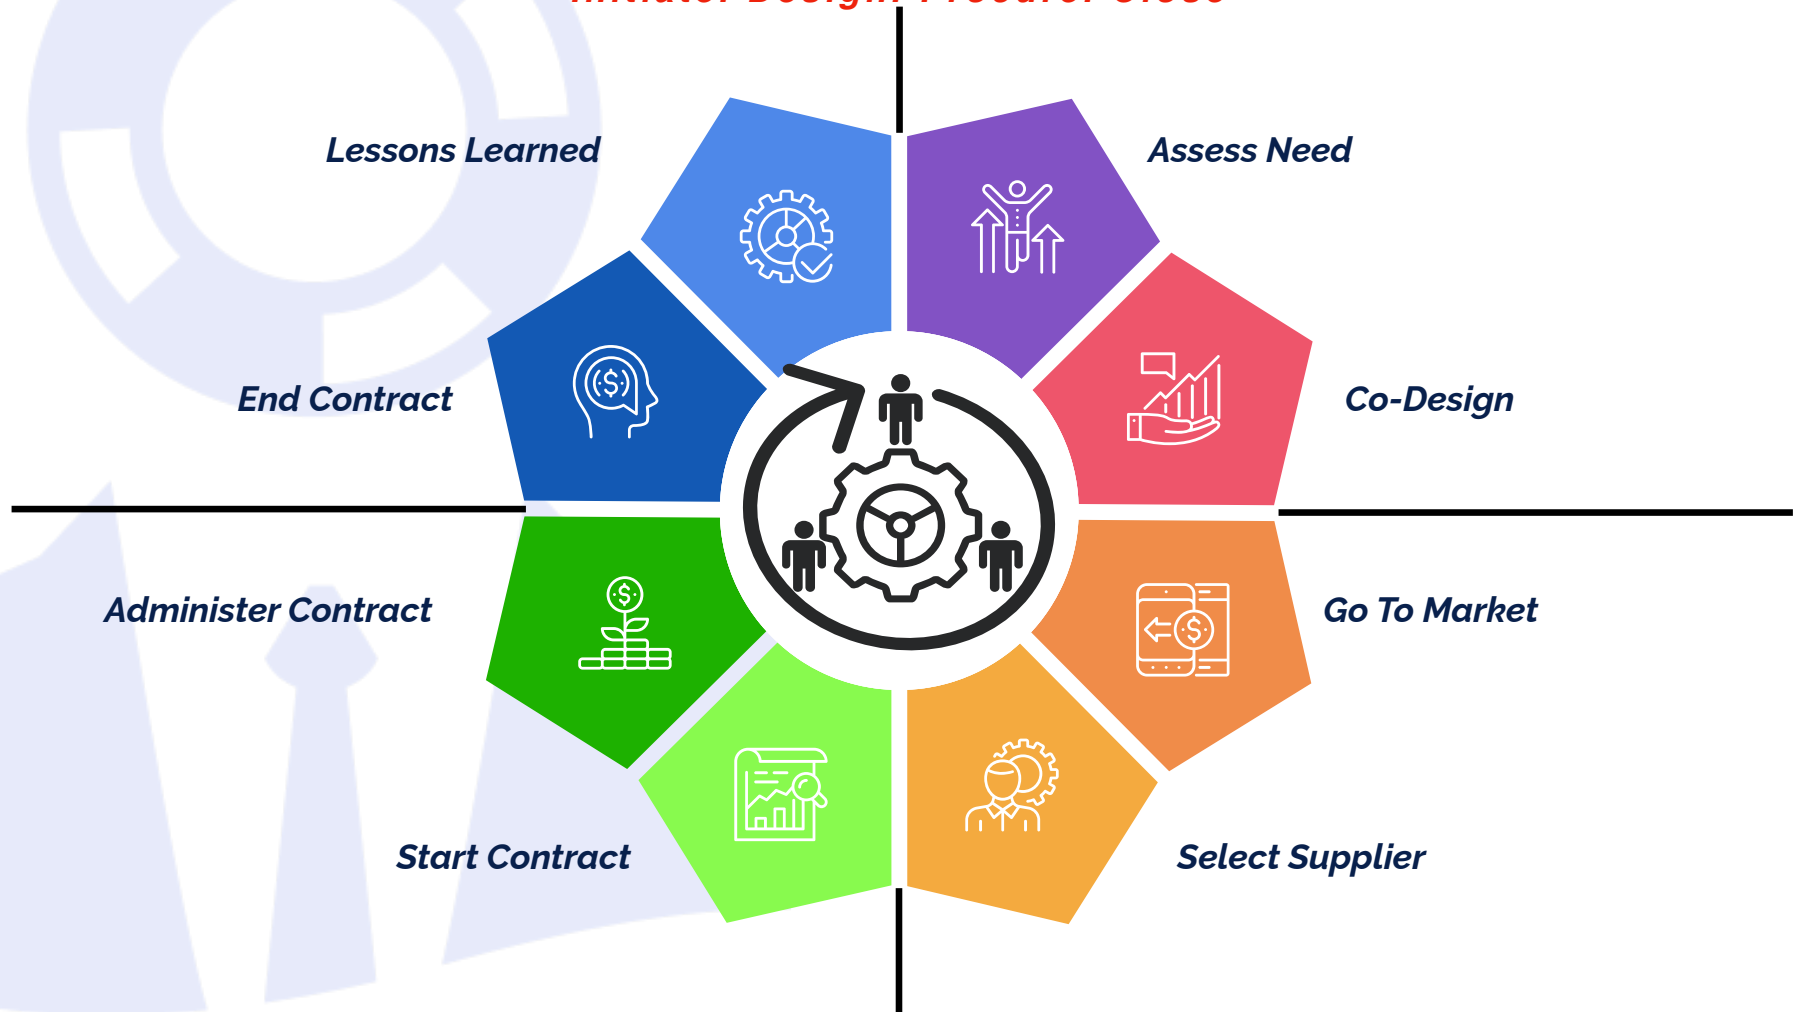 Lessons Learned
Assess Need
End Contract
Co-Design
Administer Contract
Go To Market
Start Contract
Select Supplier